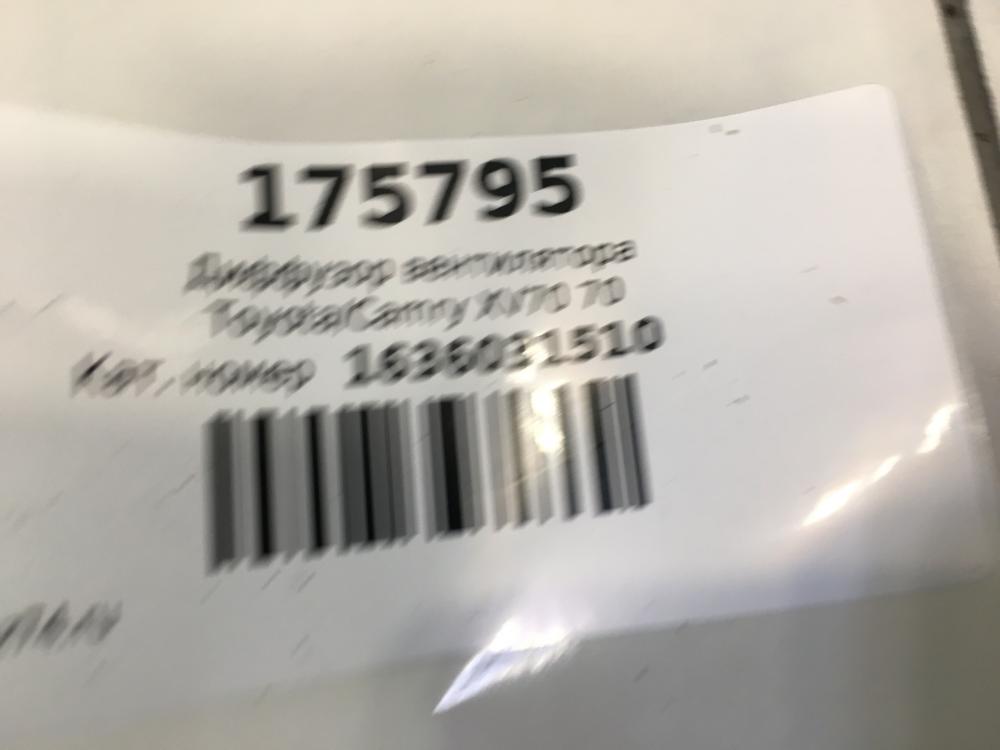 175795
Диффузор вентилятора
Toyota/Camry XV70 70
Кат. номер 1636031510